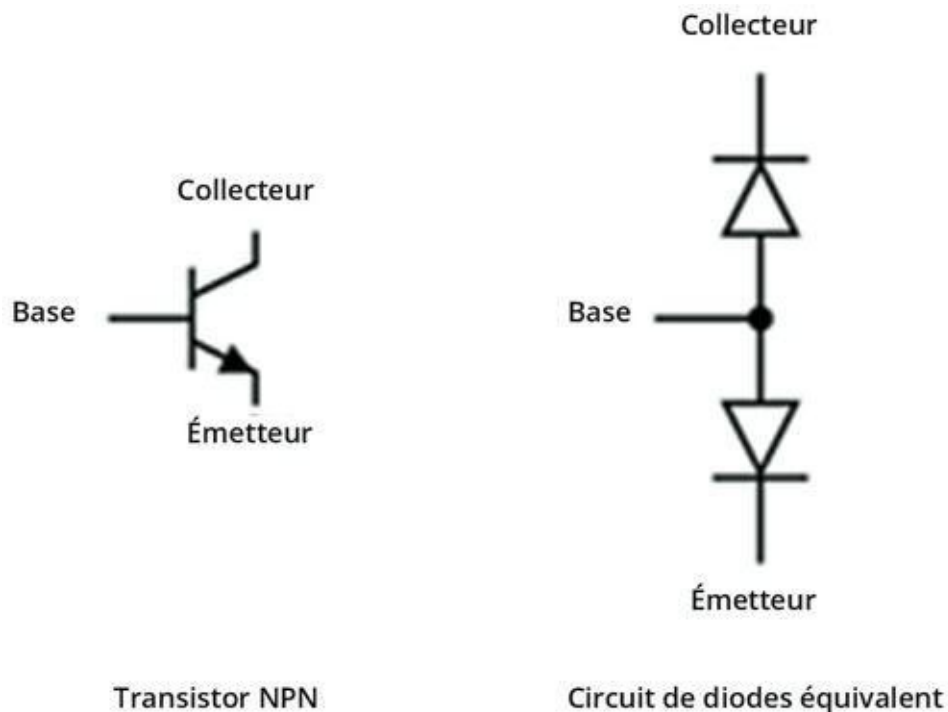 Collecteur
Collecteur
Base
Base
Émetteur
Émetteur
Transistor NPN
Circuit de diodes équivalent